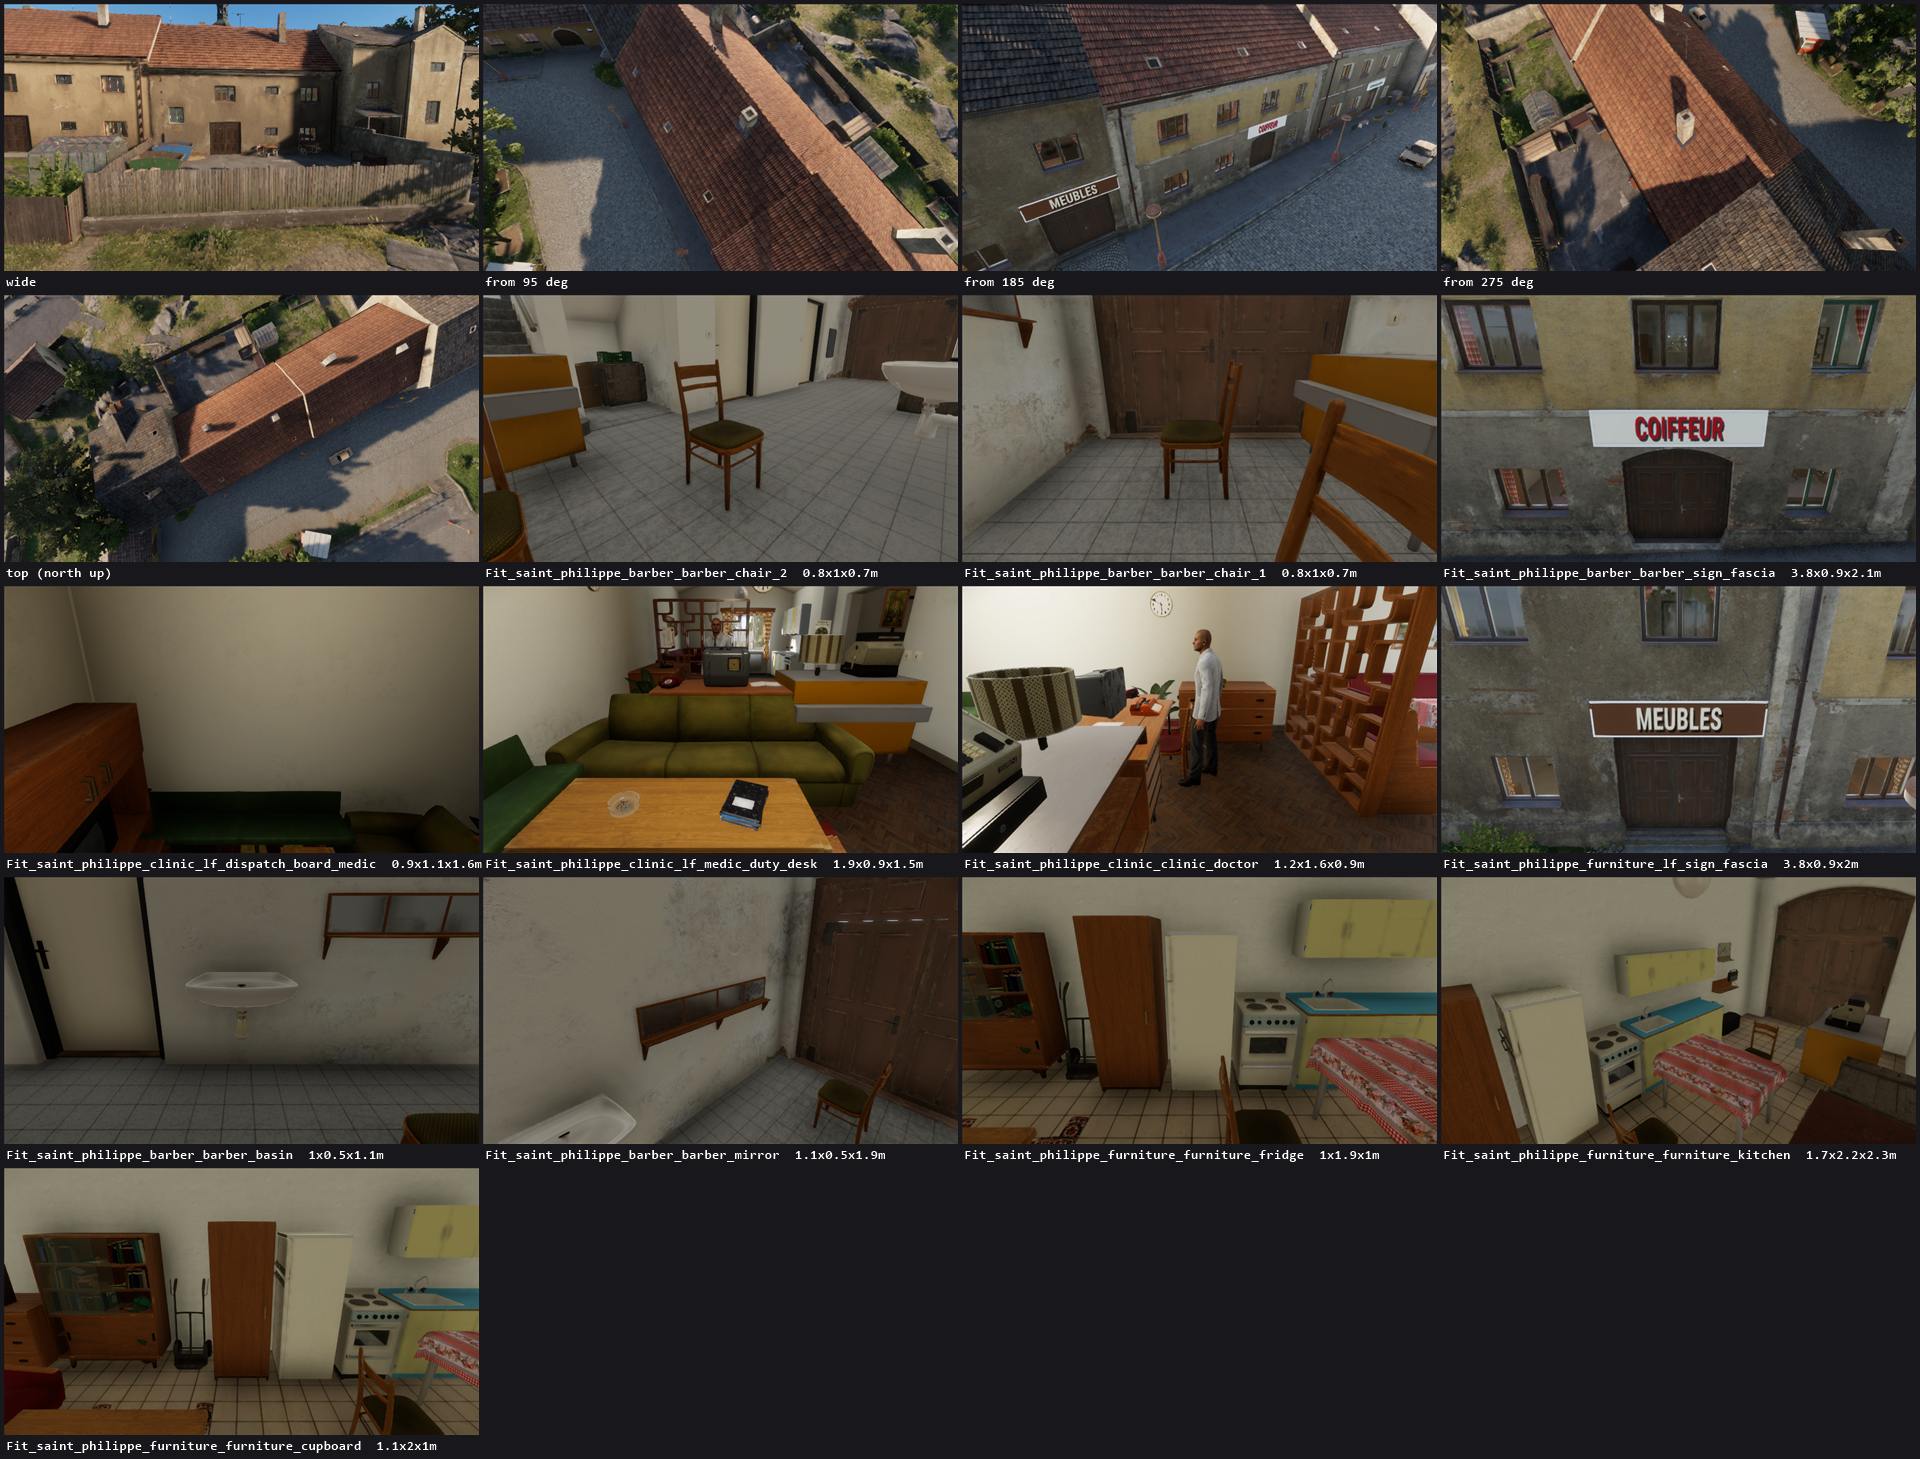 MEUBLES
COIFFEUR
wide
from 95 deg
from 185 deg
from 275 deg
COIFFEUR
top (north up)
Fit_saint_philippe_barber_barber_chair_2 0.8x1x0.7m
Fit_saint_philippe_barber_barber_chair_1 0.8x1x0.7m
Fit_saint_philippe_barber_barber_sign_fascia 3.8x0.9x2.1m
MEUBLES
Fit_saint_philippe_clinic_lf_dispatch_board_medic 0.9x1.1x1.6m
Fit_saint_philippe_clinic_lf_medic_duty_desk 1.9x0.9x1.5m
Fit_saint_philippe_clinic_clinic_doctor 1.2x1.6x0.9m
Fit_saint_philippe_furniture_lf_sign_fascia 3.8x0.9x2m
Fit_saint_philippe_barber_barber_basin 1x0.5x1.1m
Fit_saint_philippe_barber_barber_mirror 1.1x0.5x1.9m
Fit_saint_philippe_furniture_furniture_fridge 1x1.9x1m
Fit_saint_philippe_furniture_furniture_kitchen 1.7x2.2x2.3m
Fit_saint_philippe_furniture_furniture_cupboard 1.1x2x1m